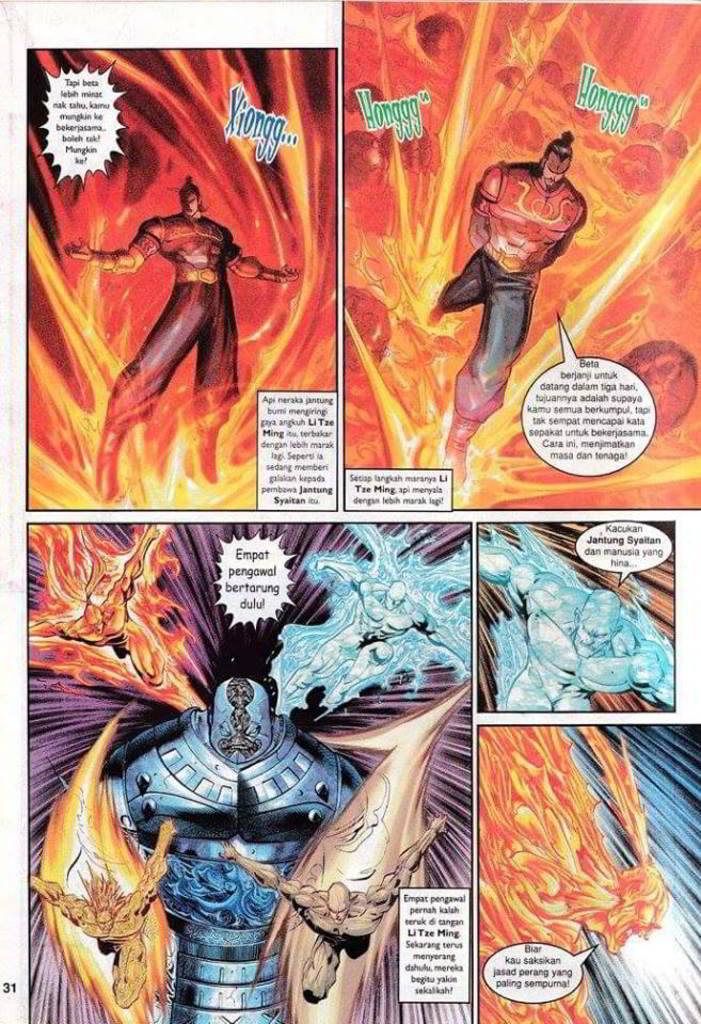 Tapi beta
lebih minat
nak tahu, kamu
mungkin ke
bekerjasama..
boleh tak?
Mungkin
ke?
Xiongg...
Api neraka jantung
bumi mengiringi
gaya angkuh Li Tze
Ming itu, terbakar
dengan lebih marak
lagi. Seperti ia
sedang memberi
galakan kepada
pembawa Jantung
Syaitan itu.
Honggg"
Honggg"
Beta
berjanji untuk
datang dalam tiga hari,
tujuannya adalah supaya
kamu semua berkumpul, tapi
tak sempat mencapai kata
sepakat untuk bekerjasama.
Cara ini, menjimatkan
masa dan tenaga!
Setiap langkah maranya Li
Tze Ming, api menyala
dengan lebih marak lagi!
Empat
pengawal
bertarung
dulu!
Empat pengawal
pernah kalah
teruk di tangan
Li Tze Ming.
Sekarang terus
menyerang
dahulu, mereka
begitu yakin
sekalikah?
Kacukan
Jantung Syaitan
dan manusia yang
hina...
Biar
kau saksikan
jasad perang yang
paling sempurna!
31